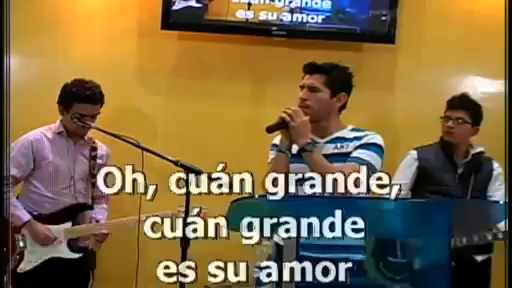 cuán grande
es su amor
Oh, cuán grande,
cuán grande
es su amor